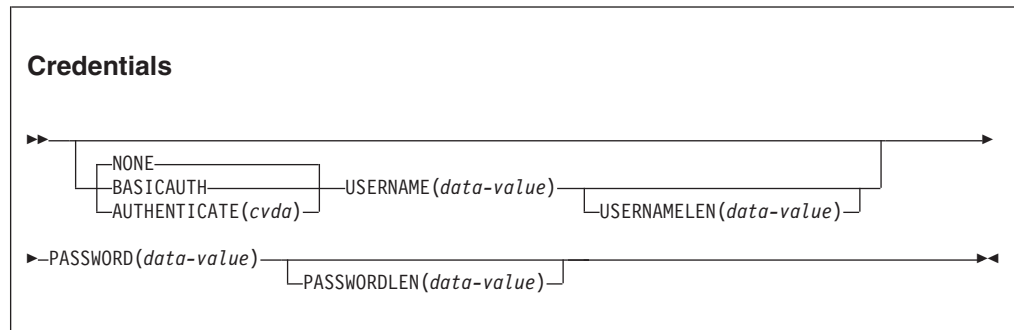 Credentials
NONE
BASICAUTH USERNAME(data-value)
AUTHENTICATE(cvda) USERNAMELEN(data-value)
PASSWORD(data-value)
PASSWORDLEN(data-value)